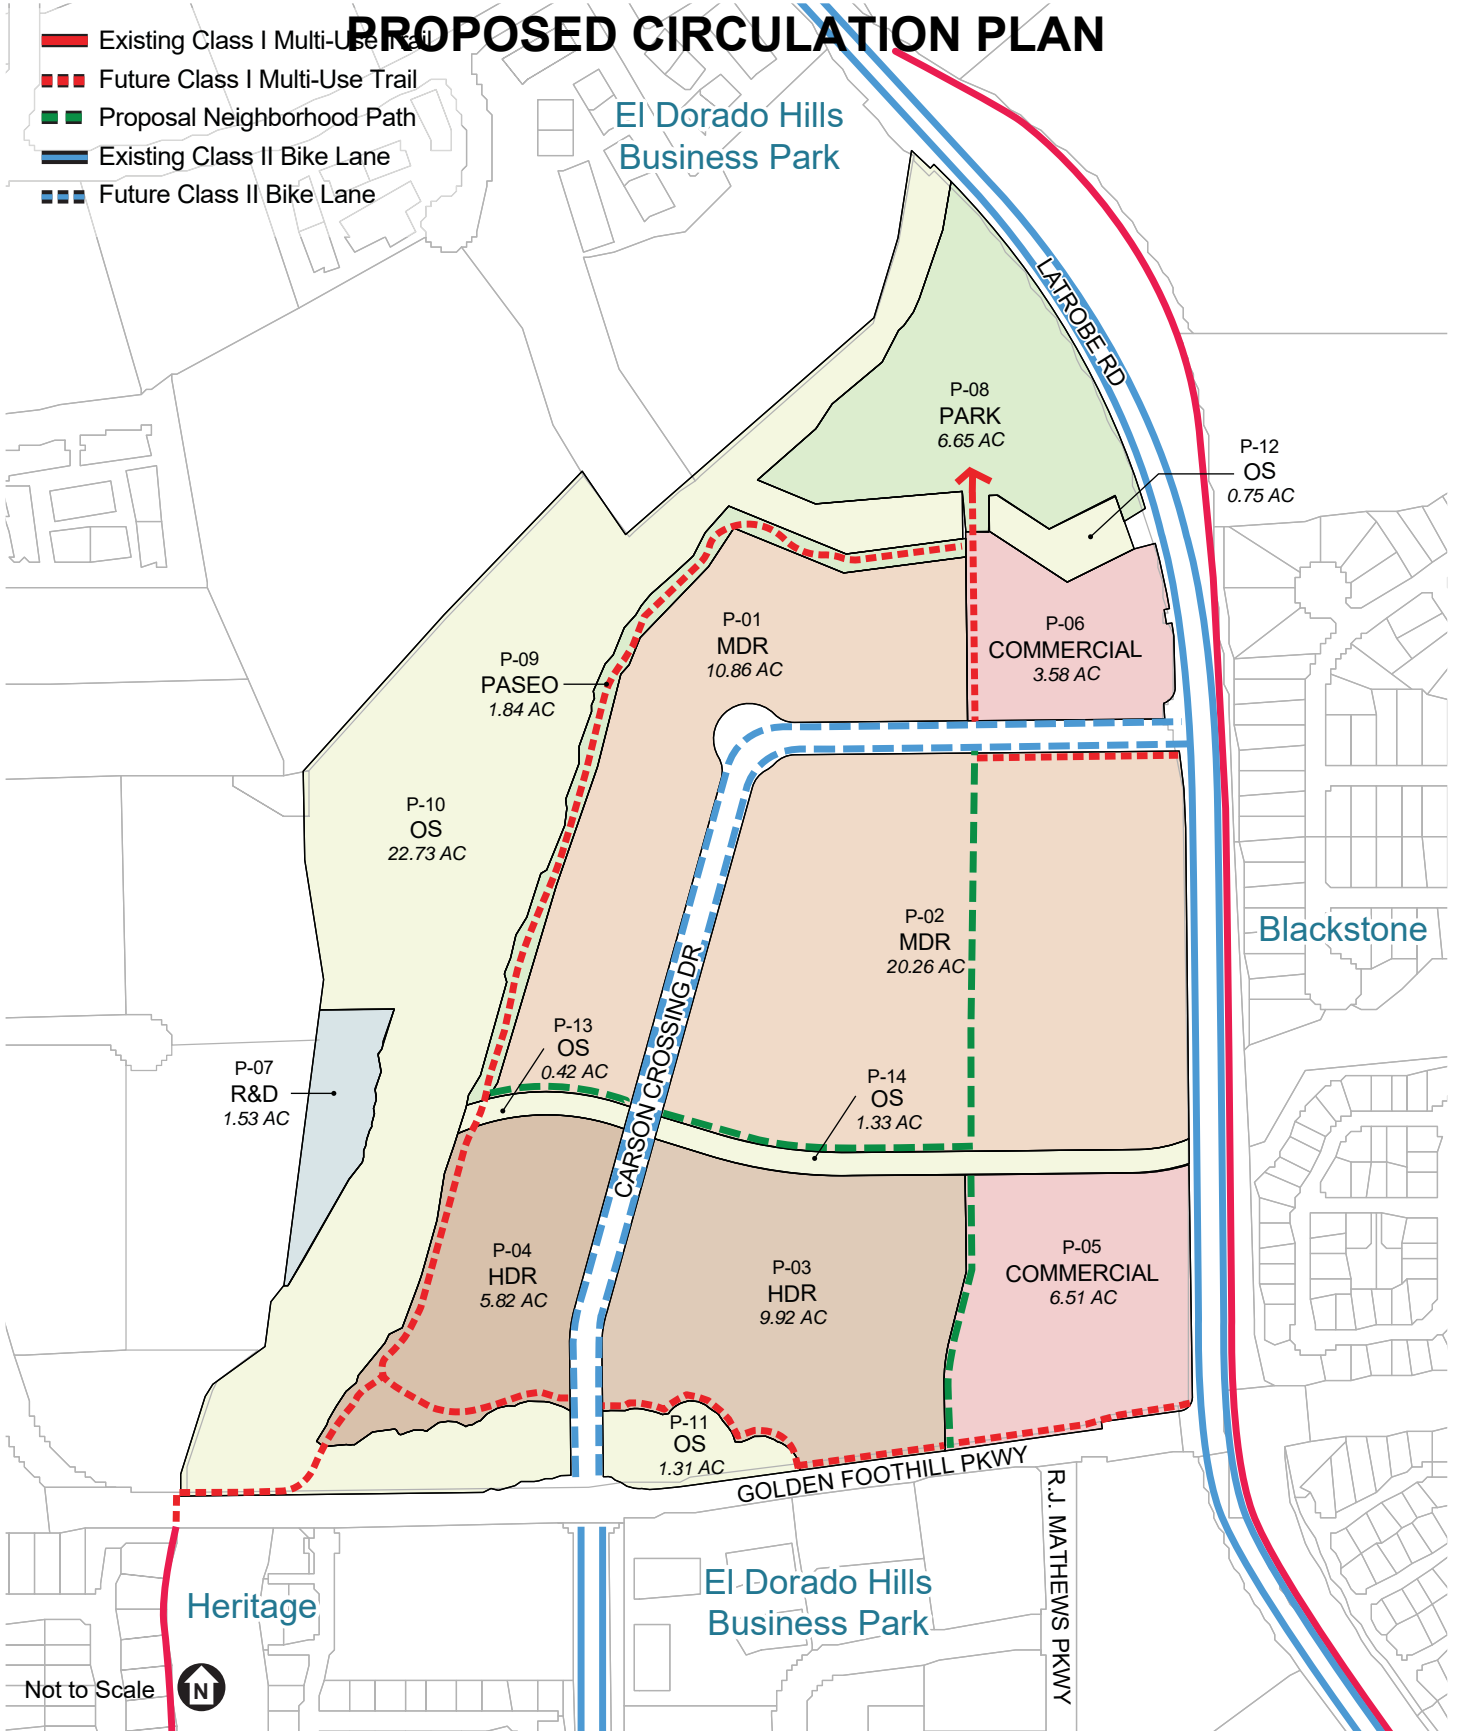 PROPOSED CIRCULATION PLAN
Existing Class I Multi-Use Trail
Future Class I Multi-Use Trail
Proposal Neighborhood Path
Existing Class II Bike Lane
Future Class II Bike Lane
El Dorado Hills
Business Park
LATROBE RD
P-08
PARK
6.65 AC
P-12
OS
0.75 AC
P-01
MDR
10.86 AC
P-06
COMMERCIAL
3.58 AC
P-09
PASEO
1.84 AC
P-10
OS
22.73 AC
P-02
MDR
20.26 AC
Blackstone
CARSON CROSSING DR
P-13
OS
0.42 AC
P-07
R&D
1.53 AC
P-14
OS
1.33 AC
P-04
HDR
5.82 AC
P-03
HDR
9.92 AC
P-05
COMMERCIAL
6.51 AC
P-11
OS
1.31 AC
GOLDEN FOOTHILL PKWY
R.J. MATHEWS PKWY
Heritage
El Dorado Hills
Business Park
Not to Scale
N